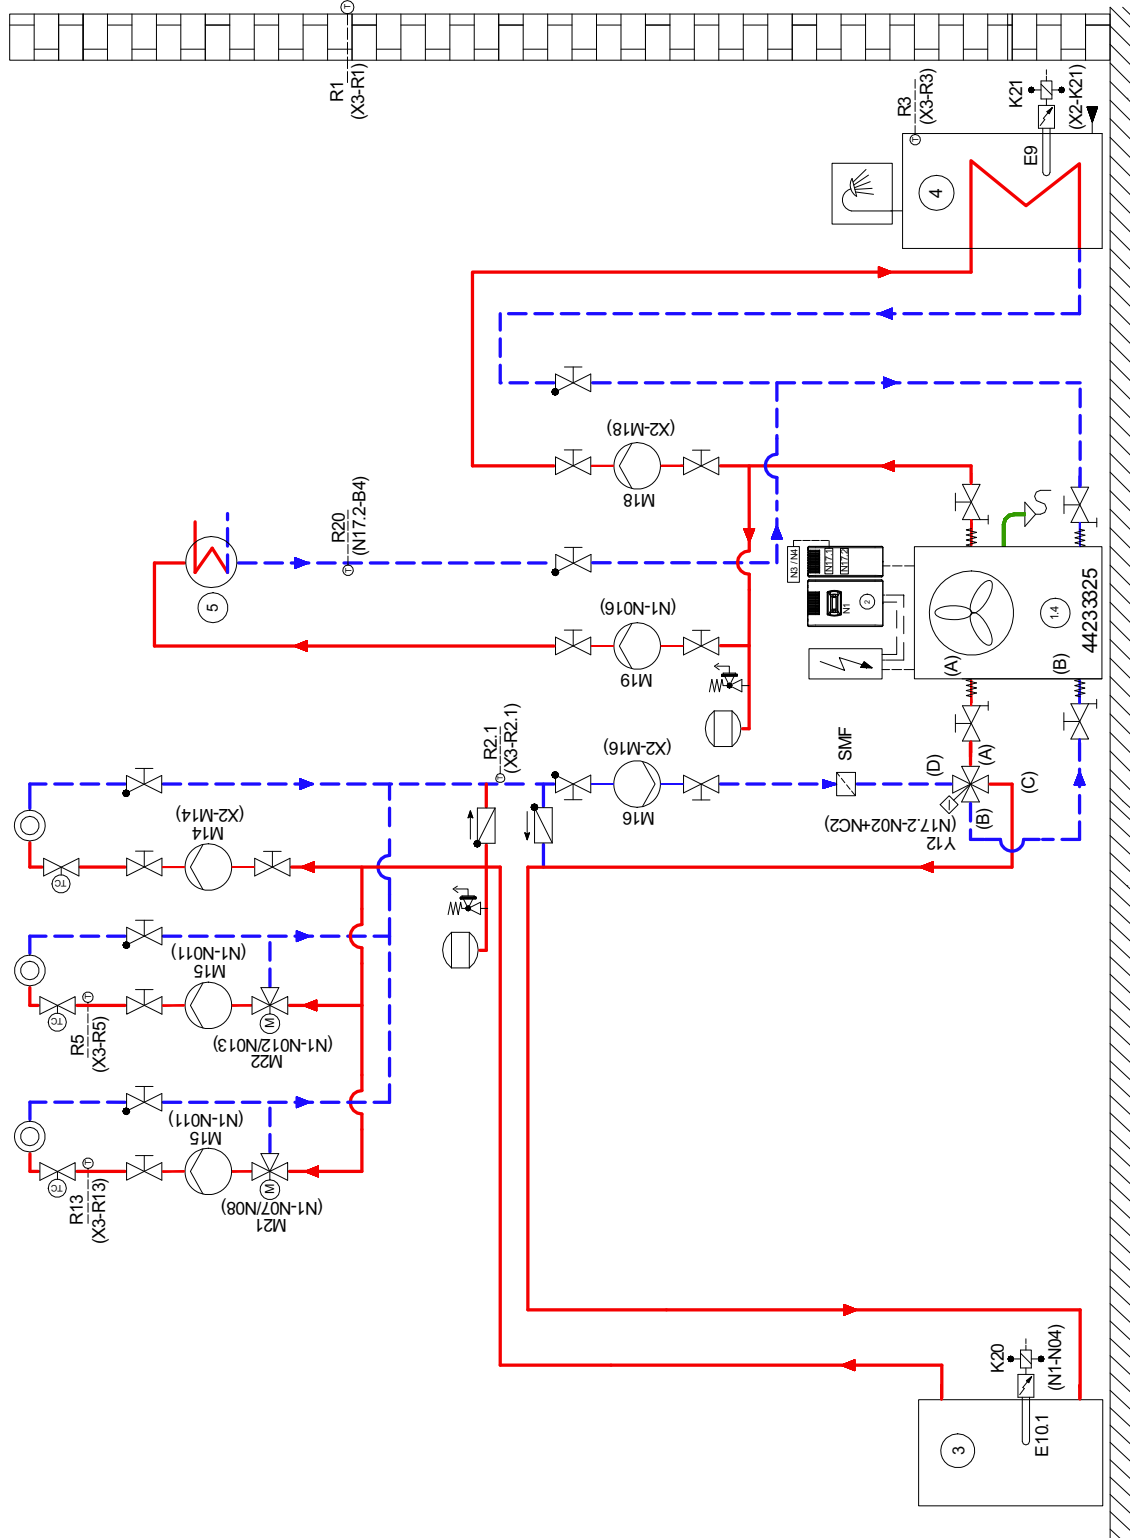 T
R1
(X3-R1)
R3
(X3-R3)
T
K21
(X2-K21)
E9
4
(X2-M18)
M18
R20
(N17.2-B4)
T
5
(N1-N016)
M19
N3 / N4
N17.1
N17.2
N1
2
1.4
44233325
(A)
(B)
R2.1
(X3-R2.1)
T
(X2-M16)
M16
SMF
(D)
(A)
(C)
(B)
Y12
(N17.2-N02+NC2)
(X2-M14)
M14
TC
(N1-N011)
M15
TC
T
R5
(X3-R5)
M
M22
(N1-N012/N013)
(N1-N011)
M15
TC
T
R13
(X3-R13)
M
M21
(N1-N07/N08)
K20
(N1-N04)
E10.1
3